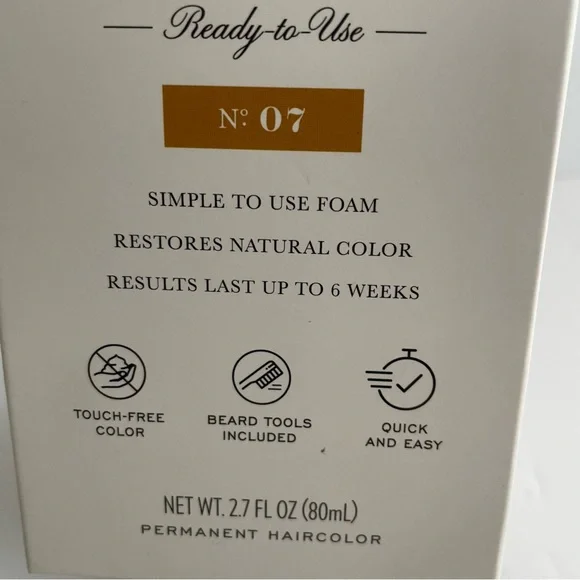 Ready-to-Use
Nº: 07
SIMPLE TO USE FOAM
RESTORES NATURAL COLOR
RESULTS LAST UP TO 6 WEEKS
TOUCH-FREE
COLOR
BEARD TOOLS
INCLUDED
QUICK
AND EASY
NET WT. 2.7 FL OZ (80mL)
PERMANENT HAIRCOLOR